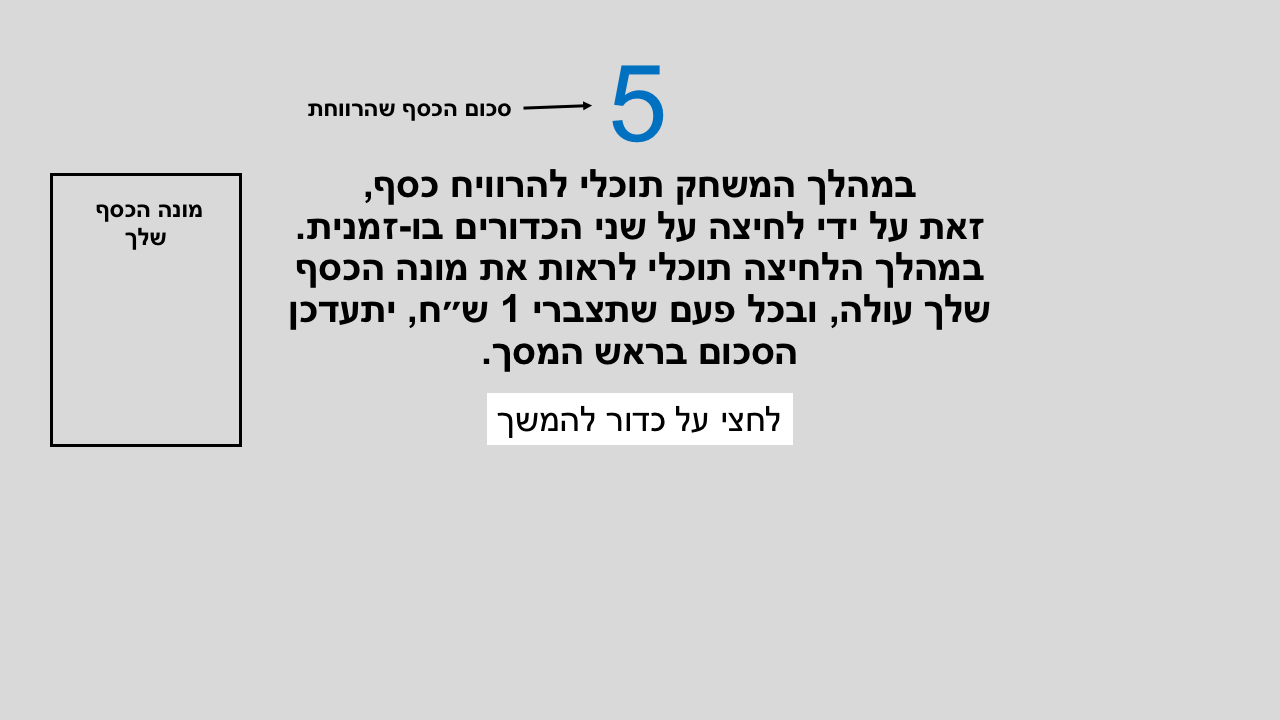 5
סכום הכסף שהרווחת
במהלך המשחק תוכלי להרוויח כסף,
זאת על ידי לחיצה על שני הכדורים בו-זמנית.
במהלך הלחיצה תוכלי לראות את מונה הכסף
שלך עולה, ובכל פעם שתצברי 1 ש״ח, יתעדכן
הסכום בראש המסך.
מונה הכסף
שלך
לחצי על כדור להמשך